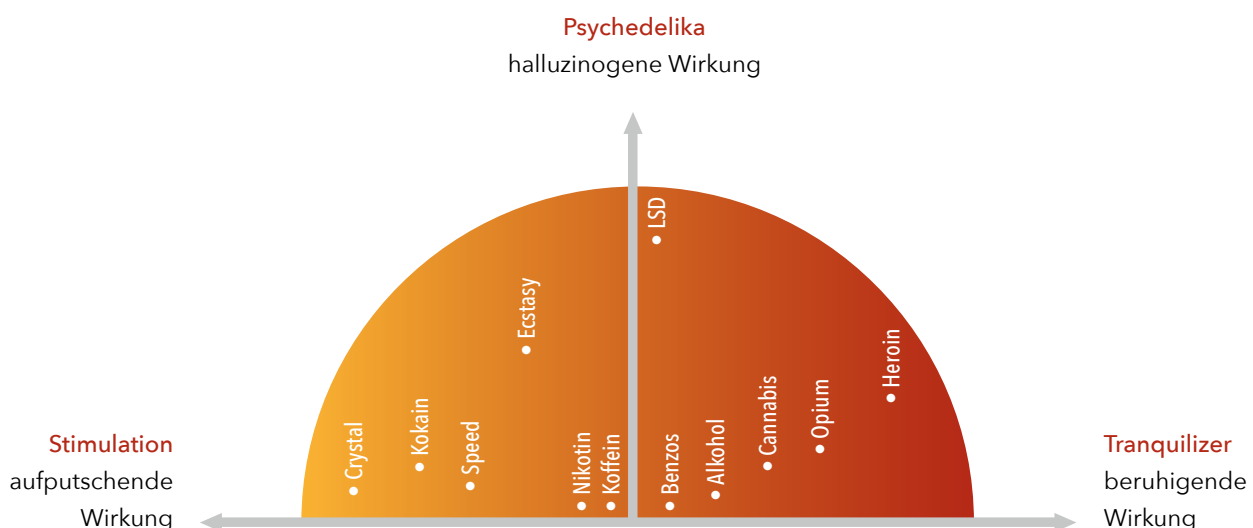 Psychedelika
halluzinogene Wirkung
LSD
Ecstasy
Heroin
Crystal
Kokain
Speed
Nikotin
Koffein
Benzos
Alkohol
Cannabis
Opium
Stimulation
aufputschende
Wirkung
Tranquilizer
beruhigende
Wirkung